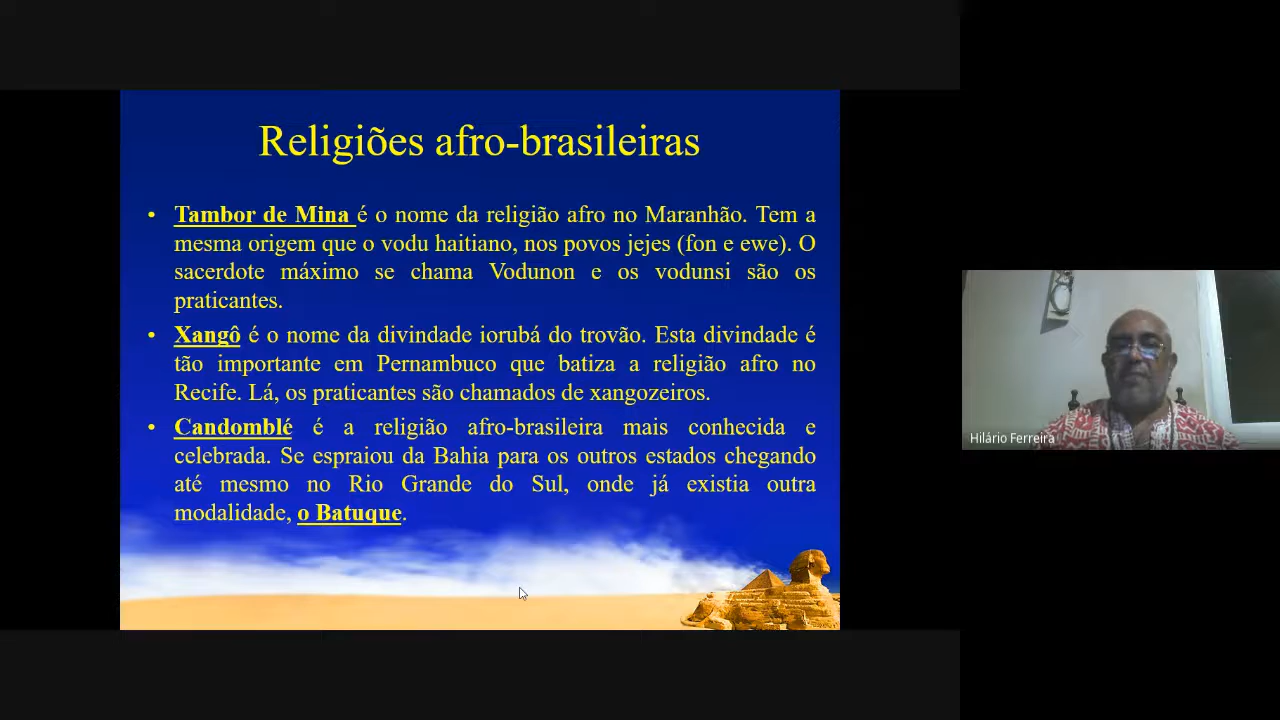 Religiões afro-brasileiras
• Tambor de Mina é o nome da religião afro no Maranhão. Tem a
mesma origem que o vodu haitiano, nos povos jejes (fon e ewe). O
sacerdote máximo se chama Vodunon e os vodunsi são os
praticantes.
• Xangô é o nome da divindade iorubá do trovão. Esta divindade é
tão importante em Pernambuco que batiza a religião afro no
Recife. Lá, os praticantes são chamados de xangozeiros.
• Candomblé é a religião afro-brasileira mais conhecida e
celebrada. Se espraiou da Bahia para os outros estados chegando
até mesmo no Rio Grande do Sul, onde já existia outra
modalidade, o Batuque.
Hilário Ferreira